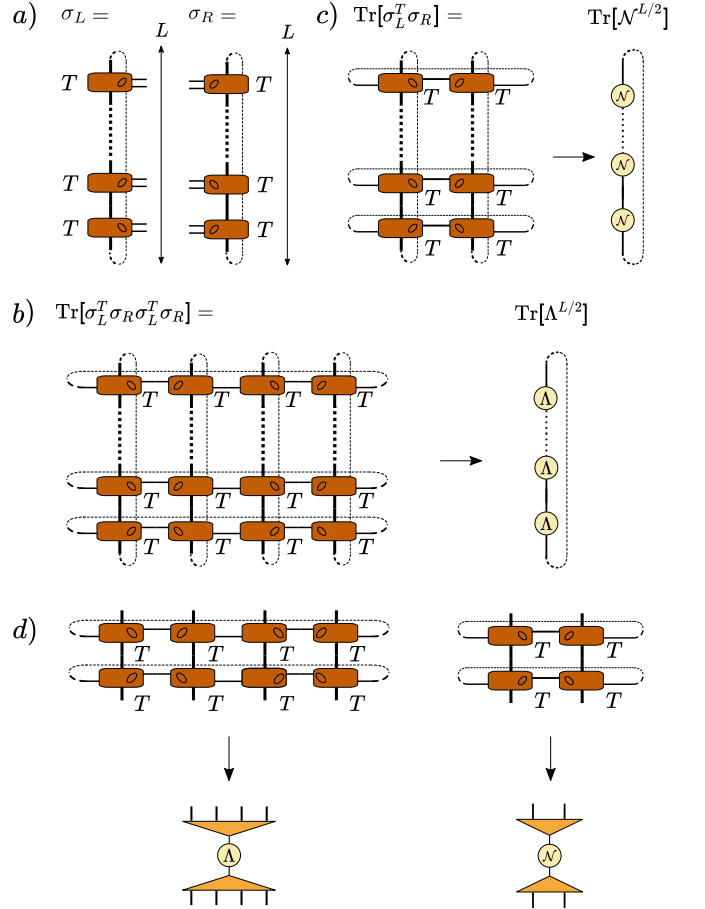 a) σ_L = σ_R = c) Tr[σ_L^T σ_R] = Tr[𝒩^{L/2}]
L L
T T T T 𝒩
T T T T 𝒩
T T T T 𝒩
b) Tr[σ_L^T σ_R σ_L^T σ_R] = Tr[Λ^{L/2}]
T T T T Λ
T T T T Λ
T T T T Λ
d)
T T T T T T
T T T T T T
Λ 𝒩